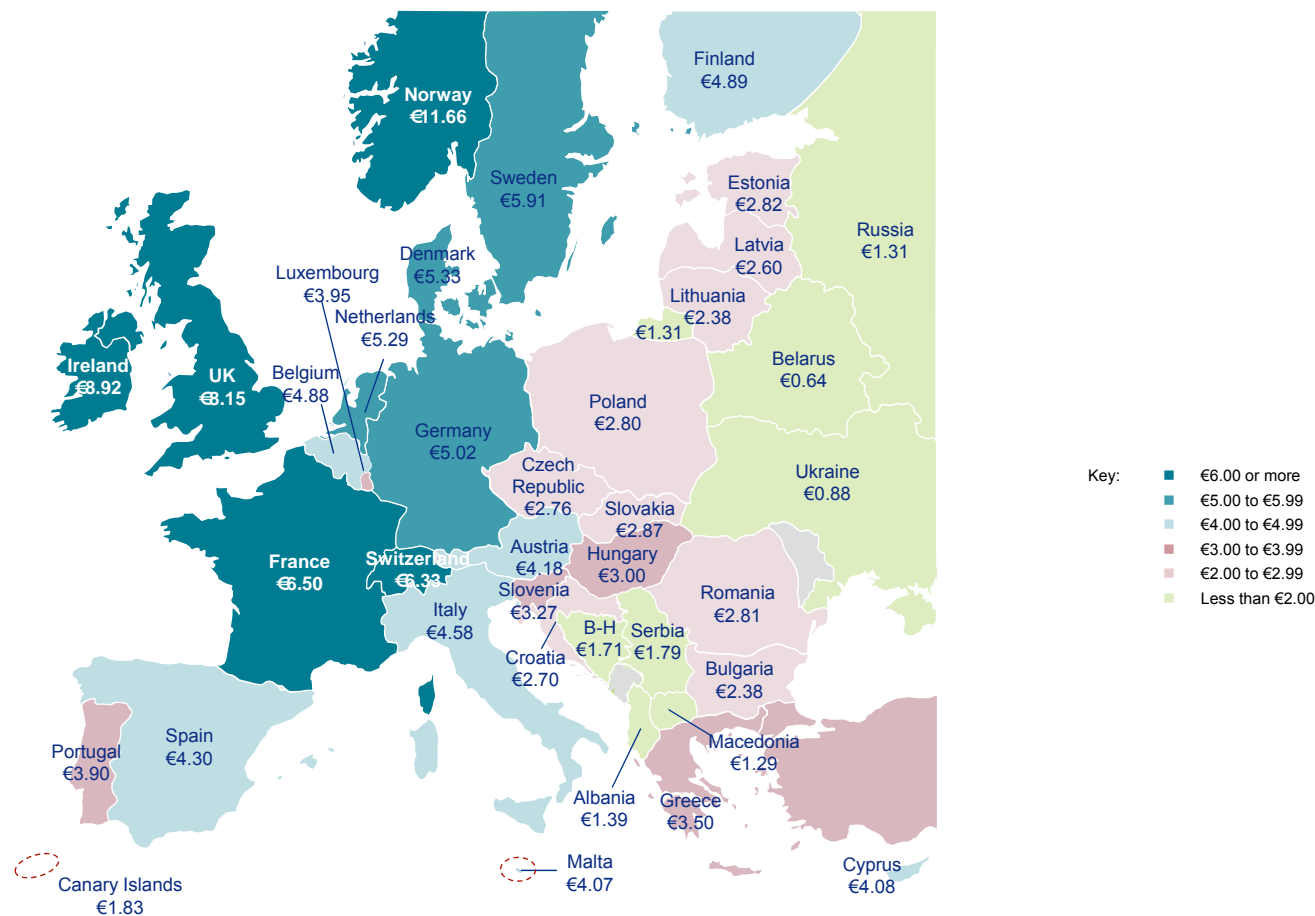 Finland
€4.89
Norway
€11.66
Sweden
€5.91
Estonia
€2.82
Russia
€1.31
Latvia
€2.60
Denmark
€5.33
Luxembourg
€3.95
Lithuania
€2.38
Netherlands
€5.29
€1.31
Ireland
€8.92
UK
€8.15
Belgium
€4.88
Belarus
€0.64
Poland
€2.80
Germany
€5.02
Czech
Republic
€2.76
Ukraine
€0.88
Slovakia
€2.87
Austria
€4.18
Hungary
€3.00
France
€6.50
Switzerland
€6.33
Slovenia
€3.27
Romania
€2.81
Italy
€4.58
B-H
€1.71
Serbia
€1.79
Croatia
€2.70
Bulgaria
€2.38
Spain
€4.30
Portugal
€3.90
Macedonia
€1.29
Albania
€1.39
Greece
€3.50
Malta
€4.07
Cyprus
€4.08
Canary Islands
€1.83
Key:
€6.00 or more
€5.00 to €5.99
€4.00 to €4.99
€3.00 to €3.99
€2.00 to €2.99
Less than €2.00